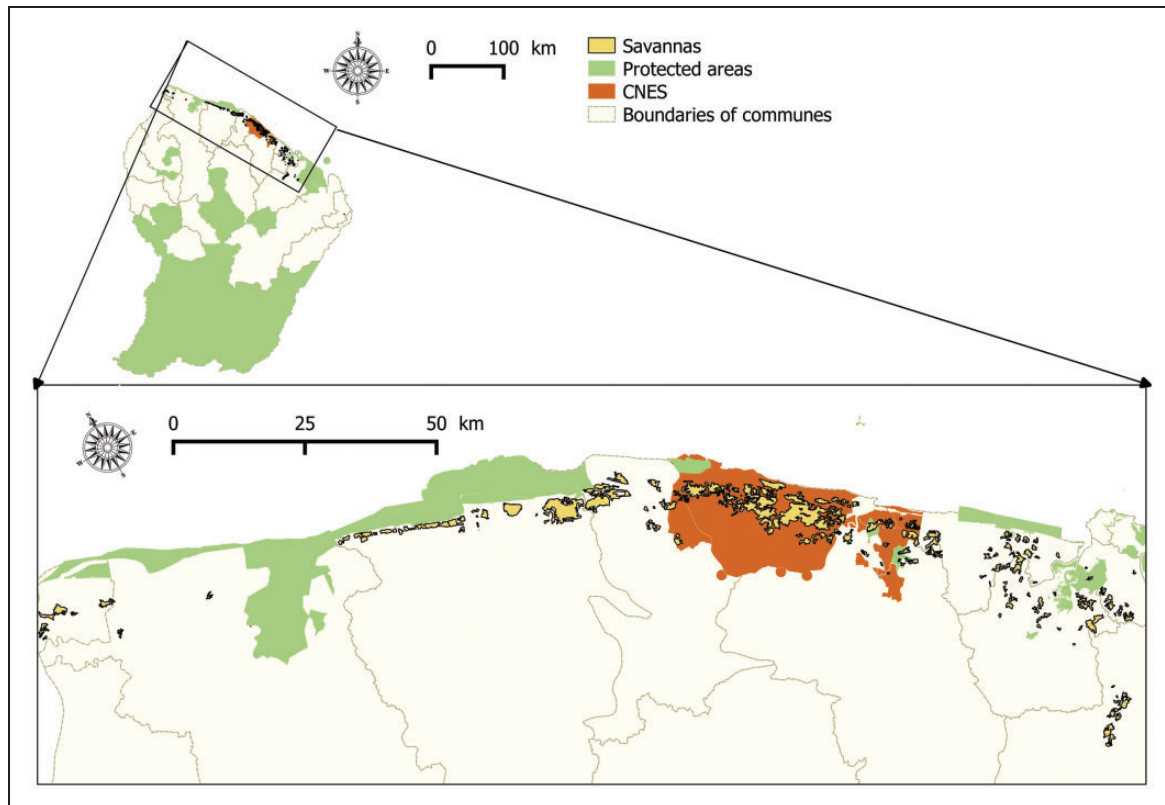 0 100 km
Savannas
Protected areas
CNES
Boundaries of communes
W E
S
0 25 50 km
N
W E
S